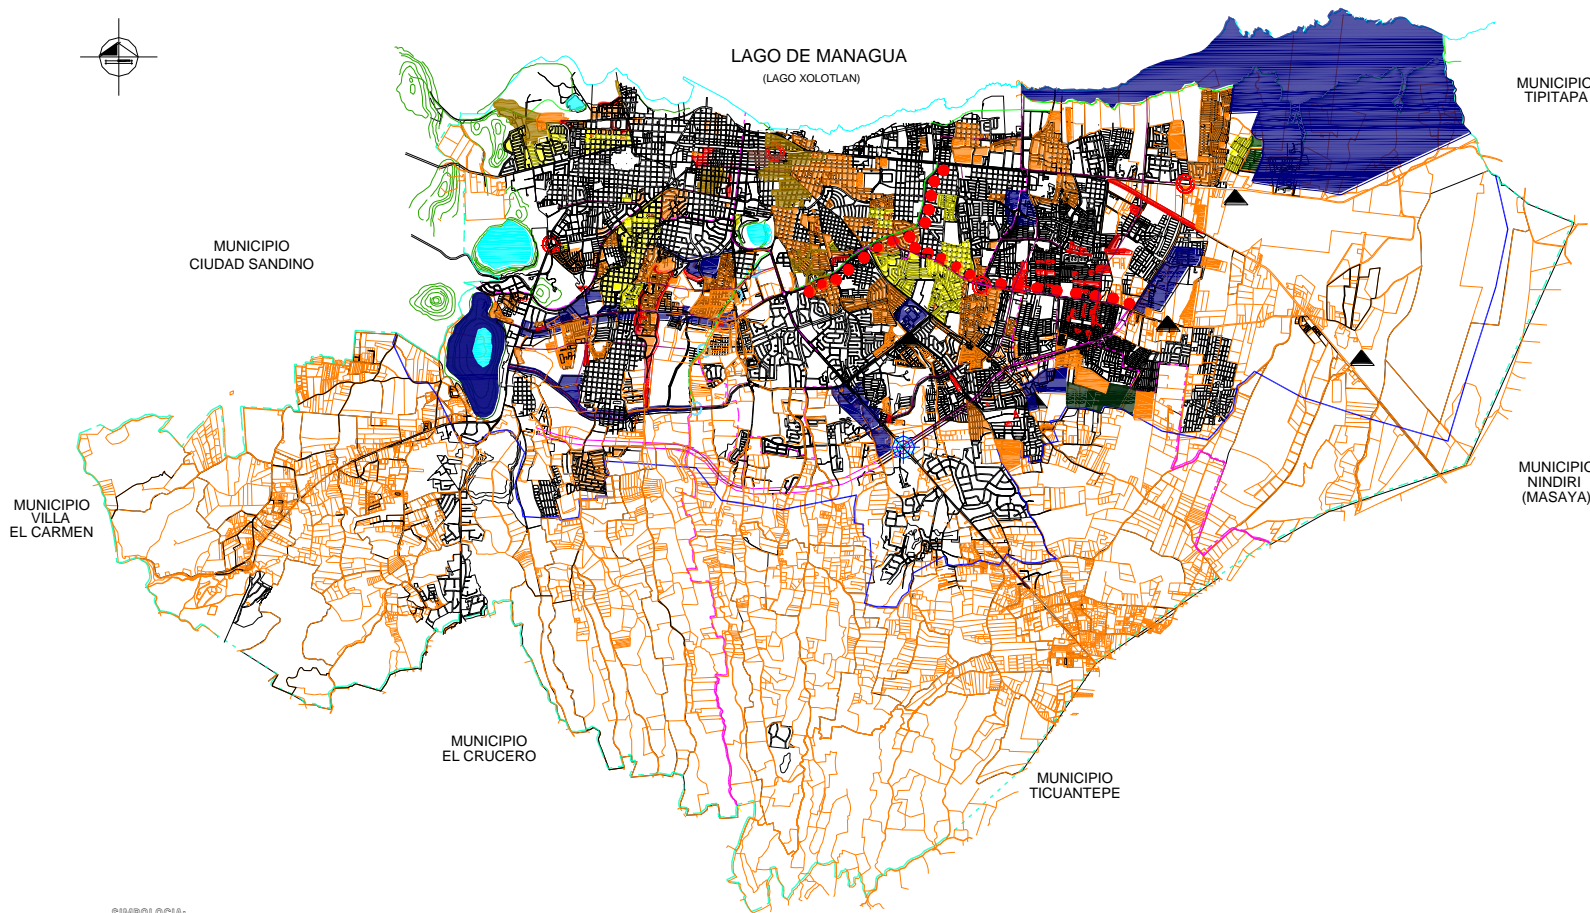 LAGO DE MANAGUA
(LAGO XOLOTLAN)
MUNICIPIO
TIPITAPA
MUNICIPIO
CIUDAD SANDINO
MUNICIPIO
VILLA
EL CARMEN
MUNICIPIO
NINDIRI
(MASAYA)
MUNICIPIO
EL CRUCERO
MUNICIPIO
TICUANTEPE
SIMBOLOGIA: